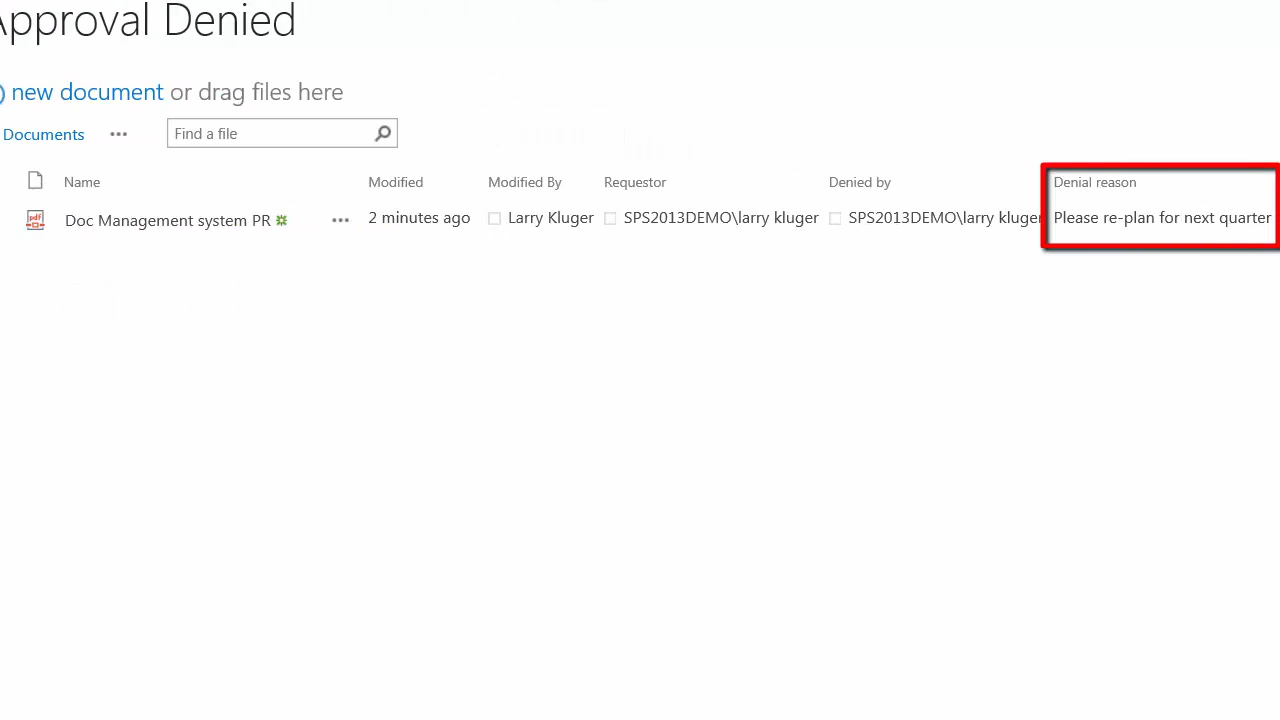 Approval Denied
new document or drag files here
Documents ••• Find a file
Name Modified Modified By Requestor Denied by Denial reason
pdf Doc Management system PR ••• 2 minutes ago Larry Kluger SPS2013DEMO\larry kluger SPS2013DEMO\larry kluger Please re-plan for next quarter